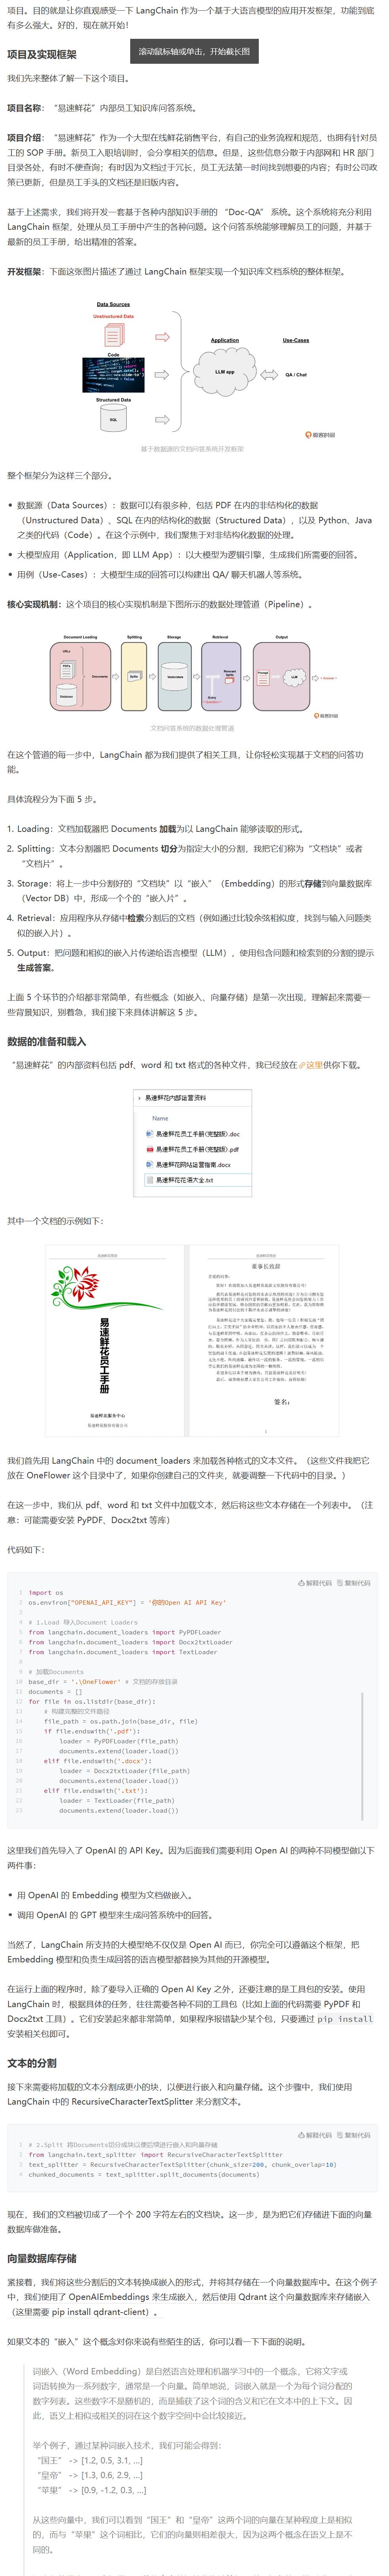 项目。目的就是让你直观感受一下 LangChain 作为一个基于大语言模型的应用开发框架，功能到底
有多么强大。好的，现在就开始！
滚动鼠标轴或单击，开始截长图
项目及实现框架
我们先来整体了解一下这个项目。
项目名称：“易速鲜花”内部员工知识库问答系统。
项目介绍：“易速鲜花”作为一个大型在线鲜花销售平台，有自己的业务流程和规范，也拥有针对员
工的 SOP 手册。新员工入职培训时，会分享相关的信息。但是，这些信息分散于内部网和 HR 部门
目录各处，有时不便查询；有时因为文档过于冗长，员工无法第一时间找到想要的内容；有时公司政
策已更新，但是员工手头的文档还是旧版内容。
基于上述需求，我们将开发一套基于各种内部知识手册的 “Doc-QA” 系统。这个系统将充分利用
LangChain 框架，处理从员工手册中产生的各种问题。这个问答系统能够理解员工的问题，并基于
最新的员工手册，给出精准的答案。
开发框架：下面这张图片描述了通过 LangChain 框架实现一个知识库文档系统的整体框架。
Data Sources
Unstructured Data
Code
Structured Data
SQL
Application
LLM app
Use-Cases
QA / Chat
极客时间
基于数据源的文档问答系统开发框架
整个框架分为这样三个部分。
数据源（Data Sources）：数据可以有很多种，包括 PDF 在内的非结构化的数据
（Unstructured Data）、SQL 在内的结构化的数据（Structured Data），以及 Python、Java
之类的代码（Code）。在这个示例中，我们聚焦于对非结构化数据的处理。
大模型应用（Application，即 LLM App）：以大模型为逻辑引擎，生成我们所需要的回答。
用例（Use-Cases）：大模型生成的回答可以构建出 QA/ 聊天机器人等系统。
核心实现机制：这个项目的核心实现机制是下图所示的数据处理管道（Pipeline）。
Document Loading
Splitting
Storage
Retrieval
Output
URLs
PDFs
Documents
Database
Splits
Vectorstore
Relevant
Splits
Query
<Question>
Prompt
LLM
<Answer>
极客时间
文档问答系统的数据处理管道
在这个管道的每一步中，LangChain 都为我们提供了相关工具，让你轻松实现基于文档的问答功
能。
具体流程分为下面 5 步。
1. Loading：文档加载器把 Documents 加载为以 LangChain 能够读取的形式。
2. Splitting：文本分割器把 Documents 切分为指定大小的分割，我把它们称为“文档块”或者
“文档片”。
3. Storage：将上一步中分割好的“文档块”以“嵌入”（Embedding）的形式存储到向量数据库
（Vector DB）中，形成一个个的“嵌入片”。
4. Retrieval：应用程序从存储中检索分割后的文档（例如通过比较余弦相似度，找到与输入问题类
似的嵌入片）。
5. Output：把问题和相似的嵌入片传递给语言模型（LLM），使用包含问题和检索到的分割的提示
生成答案。
上面 5 个环节的介绍都非常简单，有些概念（如嵌入、向量存储）是第一次出现，理解起来需要一
些背景知识，别着急，我们接下来具体讲解这 5 步。
数据的准备和载入
“易速鲜花”的内部资料包括 pdf、word 和 txt 格式的各种文件，我已经放在这里供你下载。
易速鲜花内部运营资料
Name
易速鲜花员工手册(完整版).doc
易速鲜花员工手册(完整版).pdf
易速鲜花网站运营指南.docx
易速鲜花花语大全.txt
其中一个文档的示例如下：
易速鲜花员工手册
易速鲜花服务中心
董事长致辞
签名：
我们首先用 LangChain 中的 document_loaders 来加载各种格式的文本文件。（这些文件我把它
放在 OneFlower 这个目录中了，如果你创建自己的文件夹，就要调整一下代码中的目录。）
在这一步中，我们从 pdf、word 和 txt 文件中加载文本，然后将这些文本存储在一个列表中。（注
意：可能需要安装 PyPDF、Docx2txt 等库）
代码如下：
解释代码 复制代码
1 import os
2 os.environ["OPENAI_API_KEY"] = '你的Open AI API Key'
3
4 # 1.Load 导入Document Loaders
5 from langchain.document_loaders import PyPDFLoader
6 from langchain.document_loaders import Docx2txtLoader
7 from langchain.document_loaders import TextLoader
8
9 # 加载Documents
10 base_dir = '.\OneFlower' # 文档的存放目录
11 documents = []
12 for file in os.listdir(base_dir):
13 # 构建完整的文件路径
14 file_path = os.path.join(base_dir, file)
15 if file.endswith('.pdf'):
16 loader = PyPDFLoader(file_path)
17 documents.extend(loader.load())
18 elif file.endswith('.docx'):
19 loader = Docx2txtLoader(file_path)
20 documents.extend(loader.load())
21 elif file.endswith('.txt'):
22 loader = TextLoader(file_path)
23 documents.extend(loader.load())
这里我们首先导入了 OpenAI 的 API Key。因为后面我们需要利用 Open AI 的两种不同模型做以下
两件事：
用 OpenAI 的 Embedding 模型为文档做嵌入。
调用 OpenAI 的 GPT 模型来生成问答系统中的回答。
当然了，LangChain 所支持的大模型绝不仅仅是 Open AI 而已，你完全可以遵循这个框架，把
Embedding 模型和负责生成回答的语言模型都替换为其他的开源模型。
在运行上面的程序时，除了要导入正确的 Open AI Key 之外，还要注意的是工具包的安装。使用
LangChain 时，根据具体的任务，往往需要各种不同的工具包（比如上面的代码需要 PyPDF 和
Docx2txt 工具）。它们安装起来都非常简单，如果程序报错缺少某个包，只要通过 pip install
安装相关包即可。
文本的分割
接下来需要将加载的文本分割成更小的块，以便进行嵌入和向量存储。这个步骤中，我们使用
LangChain 中的 RecursiveCharacterTextSplitter 来分割文本。
解释代码 复制代码
1 # 2.Split 将Documents切分成块以便后续进行嵌入和向量存储
2 from langchain.text_splitter import RecursiveCharacterTextSplitter
3 text_splitter = RecursiveCharacterTextSplitter(chunk_size=200, chunk_overlap=10)
4 chunked_documents = text_splitter.split_documents(documents)
现在，我们的文档被切成了一个个 200 字符左右的文档块。这一步，是为把它们存储进下面的向量
数据库做准备。
向量数据库存储
紧接着，我们将这些分割后的文本转换成嵌入的形式，并将其存储在一个向量数据库中。在这个例子
中，我们使用了 OpenAIEmbeddings 来生成嵌入，然后使用 Qdrant 这个向量数据库来存储嵌入
（这里需要 pip install qdrant-client）。
如果文本的“嵌入”这个概念对你来说有些陌生的话，你可以看一下下面的说明。
词嵌入（Word Embedding）是自然语言处理和机器学习中的一个概念，它将文字或
词语转换为一系列数字，通常是一个向量。简单地说，词嵌入就是一个为每个词分配的
数字列表。这些数字不是随机的，而是捕获了这个词的含义和它在文本中的上下文。因
此，语义上相似或相关的词在这个数字空间中会比较接近。
举个例子，通过某种词嵌入技术，我们可能会得到：
“国王” -> [1.2, 0.5, 3.1, ...]
“皇帝” -> [1.3, 0.6, 2.9, ...]
“苹果” -> [0.9, -1.2, 0.3, ...]
从这些向量中，我们可以看到“国王”和“皇帝”这两个词的向量在某种程度上是相似
的，而与“苹果”这个词相比，它们的向量则相差很大，因为这两个概念在语义上是不
同的。